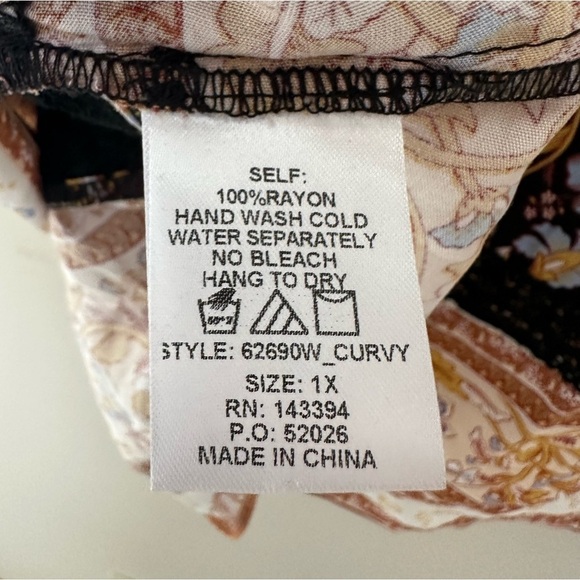 SELF:
100%RAYON
HAND WASH COLD
WATER SEPARATELY
NO BLEACH
HANG TO DRY
STYLE: 62690W_CURVY
SIZE: 1X
RN: 143394
P.O: 52026
MADE IN CHINA